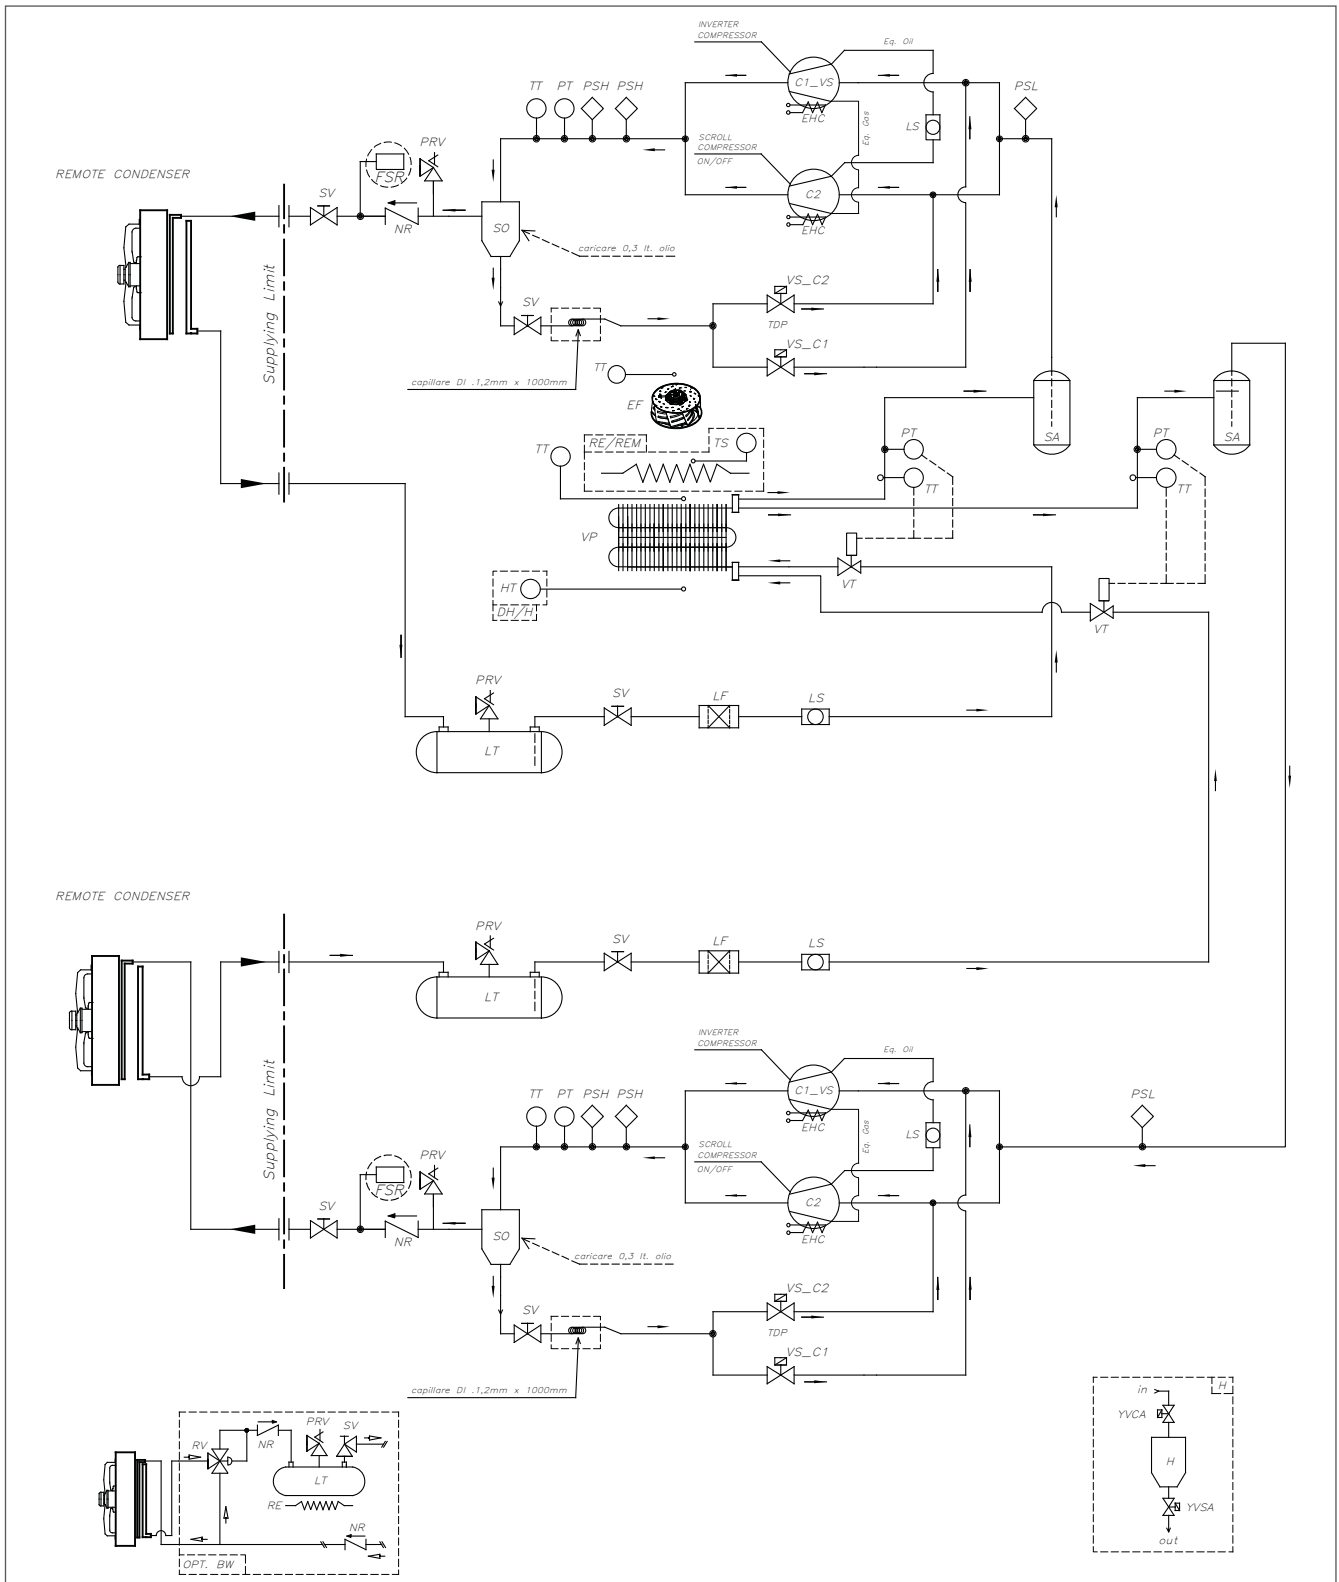 INVERTER
COMPRESSOR
Eq. Oil
TT PT PSH PSH
C1_VS
PSL
EHC
LS
Eq. Gas
SCROLL
COMPRESSOR
ON/OFF
PRV
FSR
REMOTE CONDENSER
SV
NR
SO
C2
EHC
caricare 0,3 lt. olio
Supplying Limit
SV
VS_C2
TDP
VS_C1
capillare DI .1,2mm x 1000mm
TT
EF
RE/REM
TS
TT
PT
TT
SA
PT
TT
SA
VP
VT
HT
DH/H
VT
PRV
SV
LF
LS
LT
REMOTE CONDENSER
PRV
SV
LF
LS
LT
INVERTER
COMPRESSOR
Eq. Oil
Supplying Limit
TT PT PSH PSH
C1_VS
PSL
EHC
LS
Eq. Gas
SCROLL
COMPRESSOR
ON/OFF
PRV
FSR
SV
NR
SO
C2
EHC
caricare 0,3 lt. olio
SV
VS_C2
TDP
VS_C1
capillare DI .1,2mm x 1000mm
in
H
YVCA
H
YVSA
out
RV
NR
PRV
SV
LT
RE
NR
OPT. BW